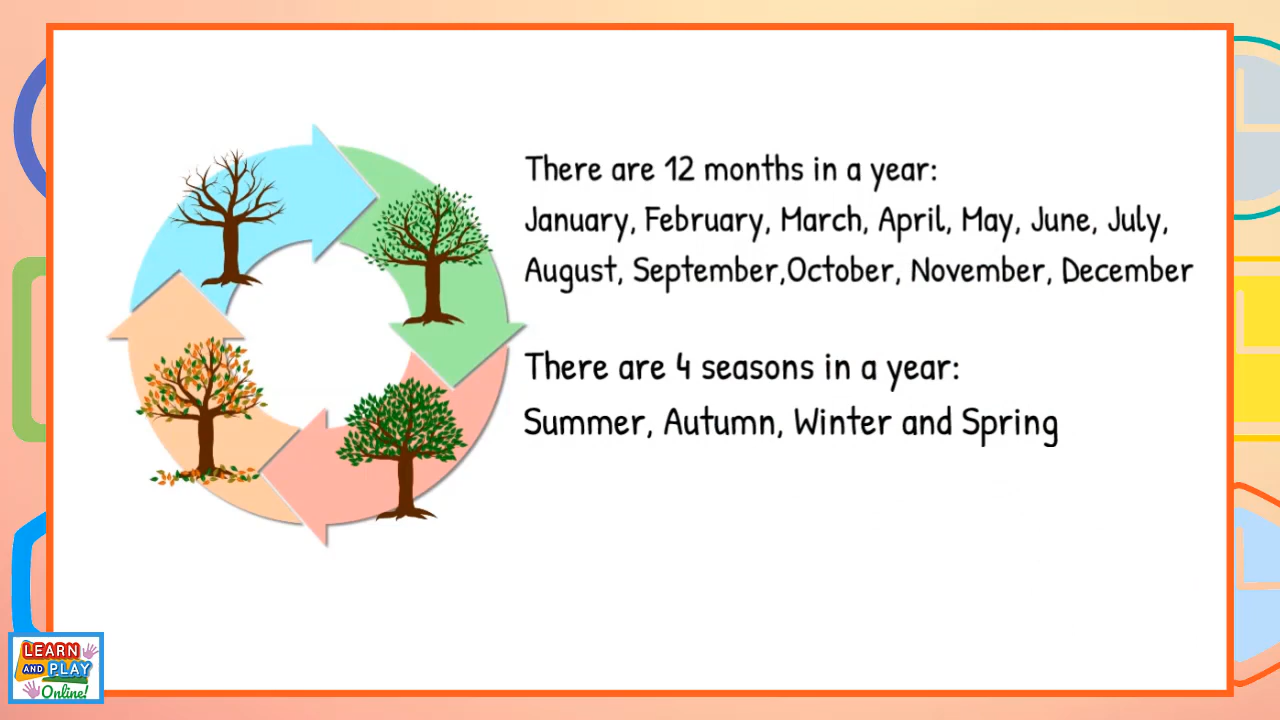 There are 12 months in a year:
January, February, March, April, May, June, July,
August, September,October, November, December
There are 4 seasons in a year:
Summer, Autumn, Winter and Spring
LEARN
AND PLAY
Online!